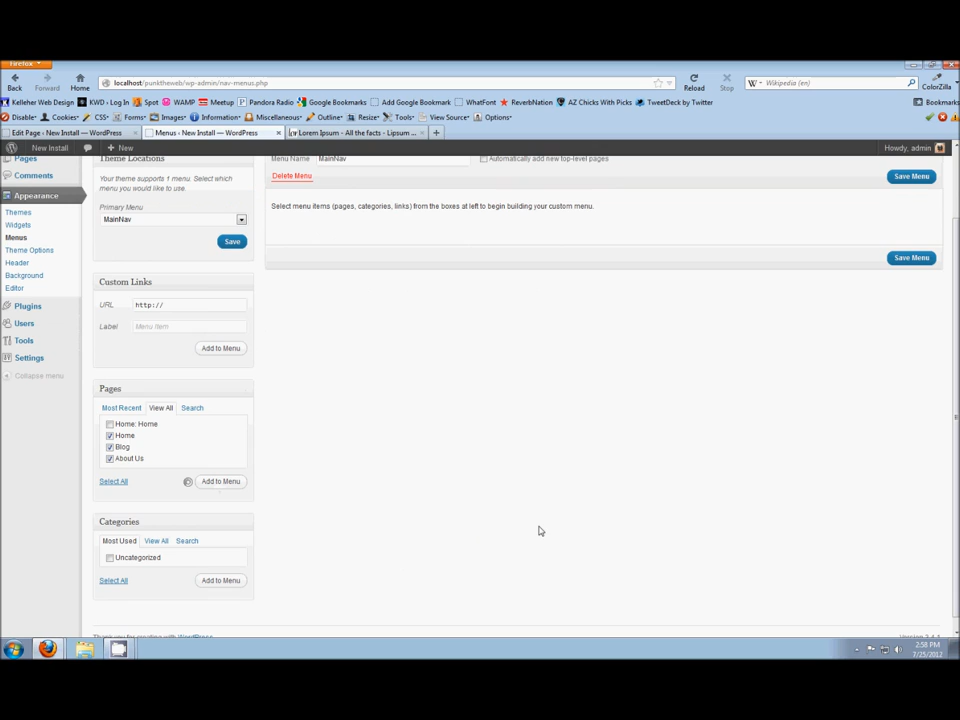 Firefox
Back Forward Home localhost/punktheweb/wp-admin/nav-menus.php Reload Stop Wikipedia (en) ColorZilla
Kelleher Web Design KWD › Log In Spot WAMP Meetup Pandora Radio Google Bookmarks Add Google Bookmark WhatFont ReverbNation AZ Chicks With Picks TweetDeck by Twitter Bookmarks
Disable Cookies CSS Forms Images Information Miscellaneous Outline Resize Tools View Source Options
Edit Page ‹ New Install — WordPress Menus ‹ New Install — WordPress Lorem Ipsum - All the facts - Lipsum ...
New Install + New Howdy, admin
Pages
Comments
Appearance
Themes
Widgets
Menus
Theme Options
Header
Background
Editor
Plugins
Users
Tools
Settings
Collapse menu
Theme Locations
Your theme supports 1 menu. Select which
menu you would like to use.
Primary Menu
MainNav
Save
Custom Links
URL http://
Label Menu Item
Add to Menu
Pages
Most Recent View All Search
Home: Home
Home
Blog
About Us
Select All Add to Menu
Categories
Most Used View All Search
Uncategorized
Select All Add to Menu
Menu Name MainNav Automatically add new top-level pages
Delete Menu Save Menu
Select menu items (pages, categories, links) from the boxes at left to begin building your custom menu.
Save Menu
Thank you for creating with WordPress
2:58 PM
7/25/2012